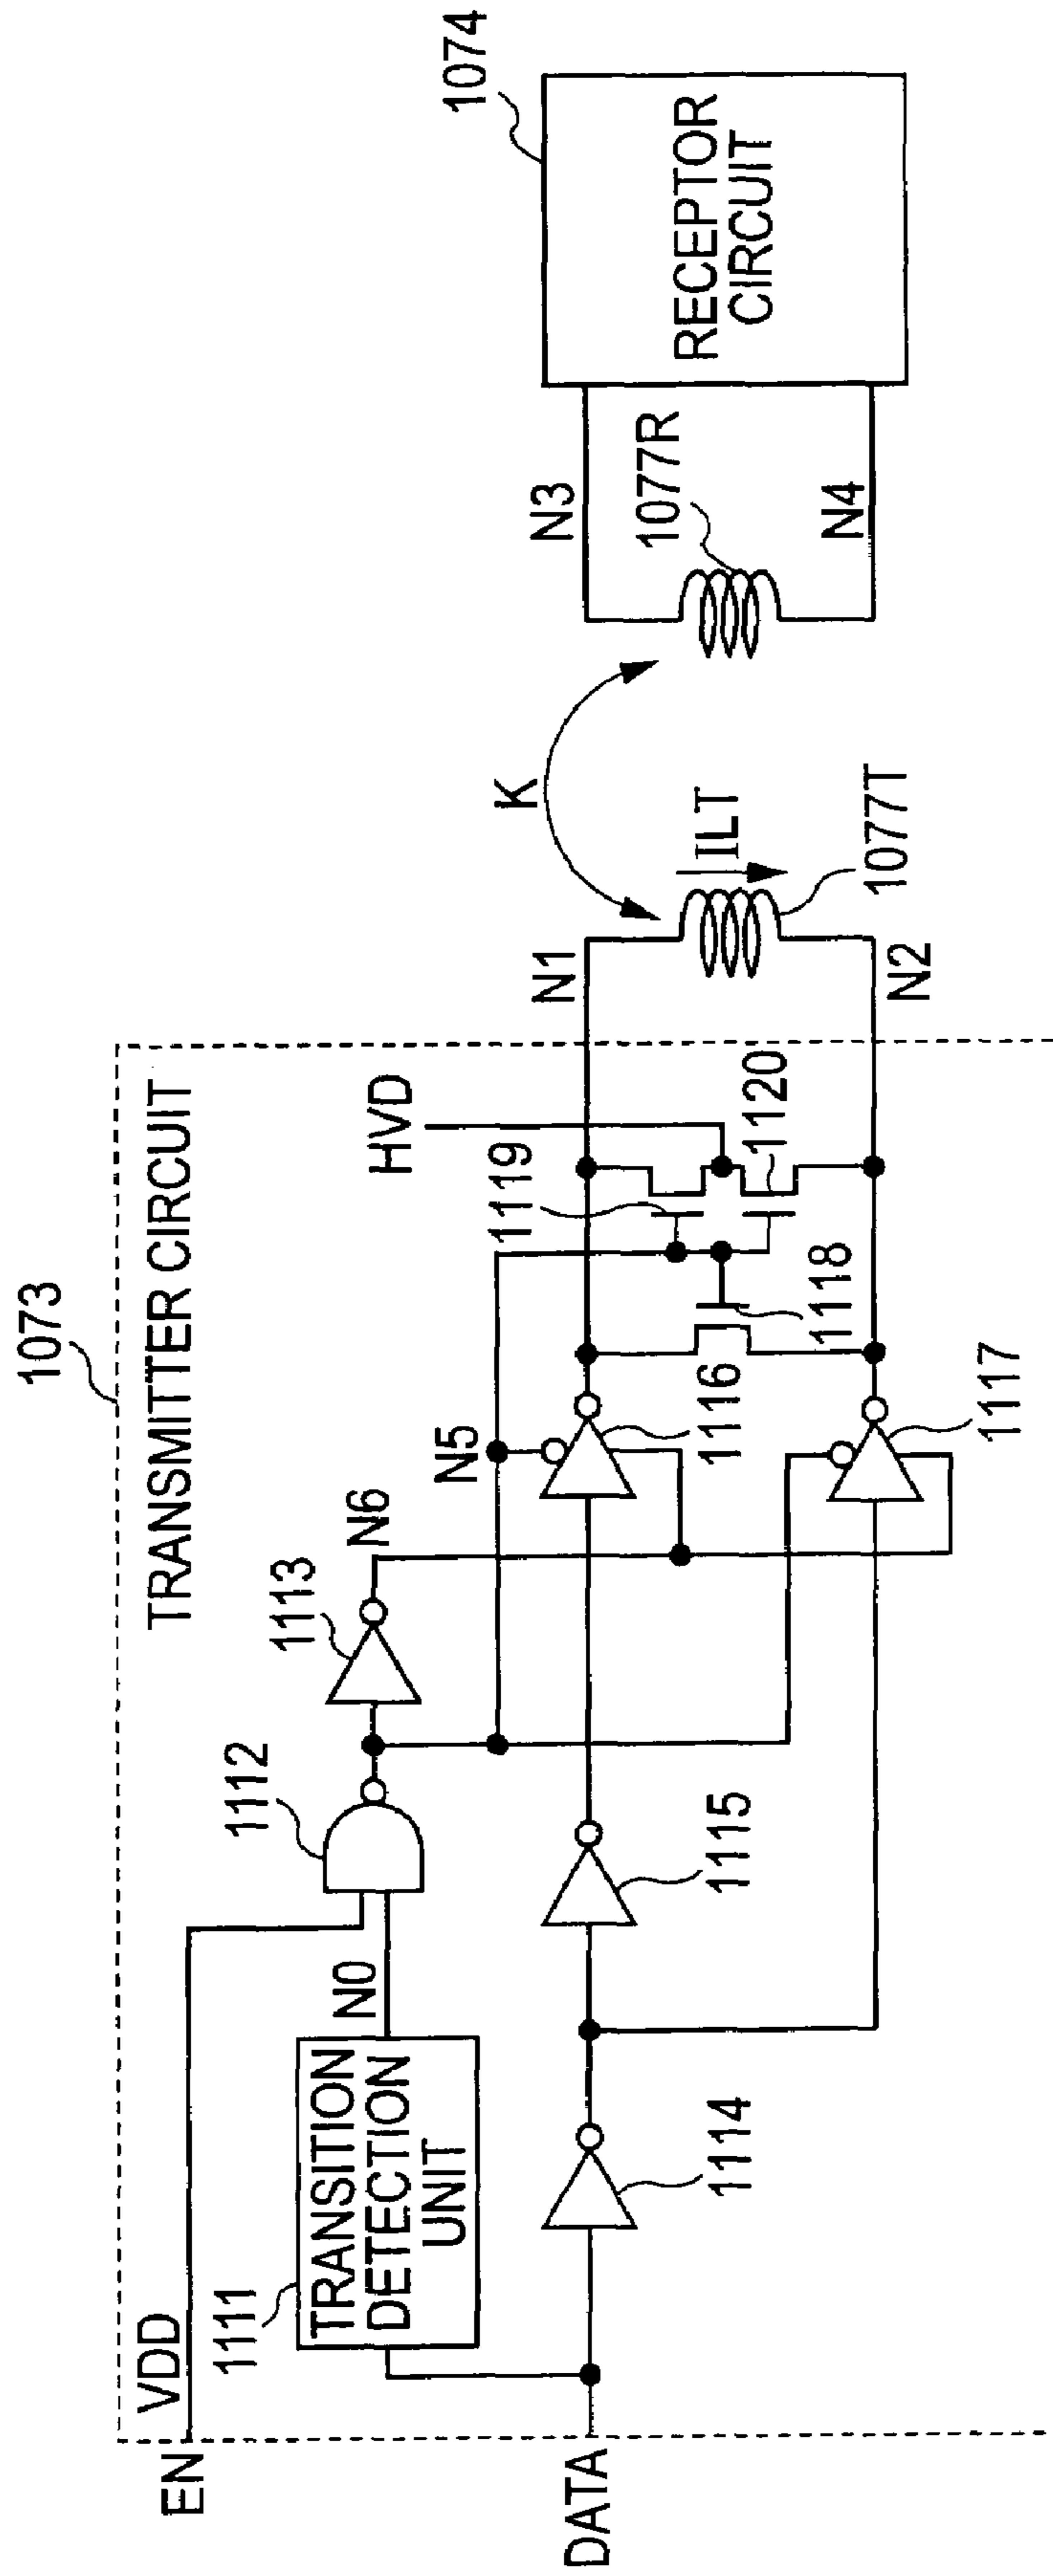 1073
TRANSMITTER CIRCUIT
EN
VDD
1111
TRANSITION
DETECTION
UNIT
N0
1112
1113
N6
N5
HVD
DATA
1114
1115
1116
1117
1118
1119
1120
N1
N2
ILT
1077T
K
N3
1077R
N4
1074
RECEPTOR
CIRCUIT